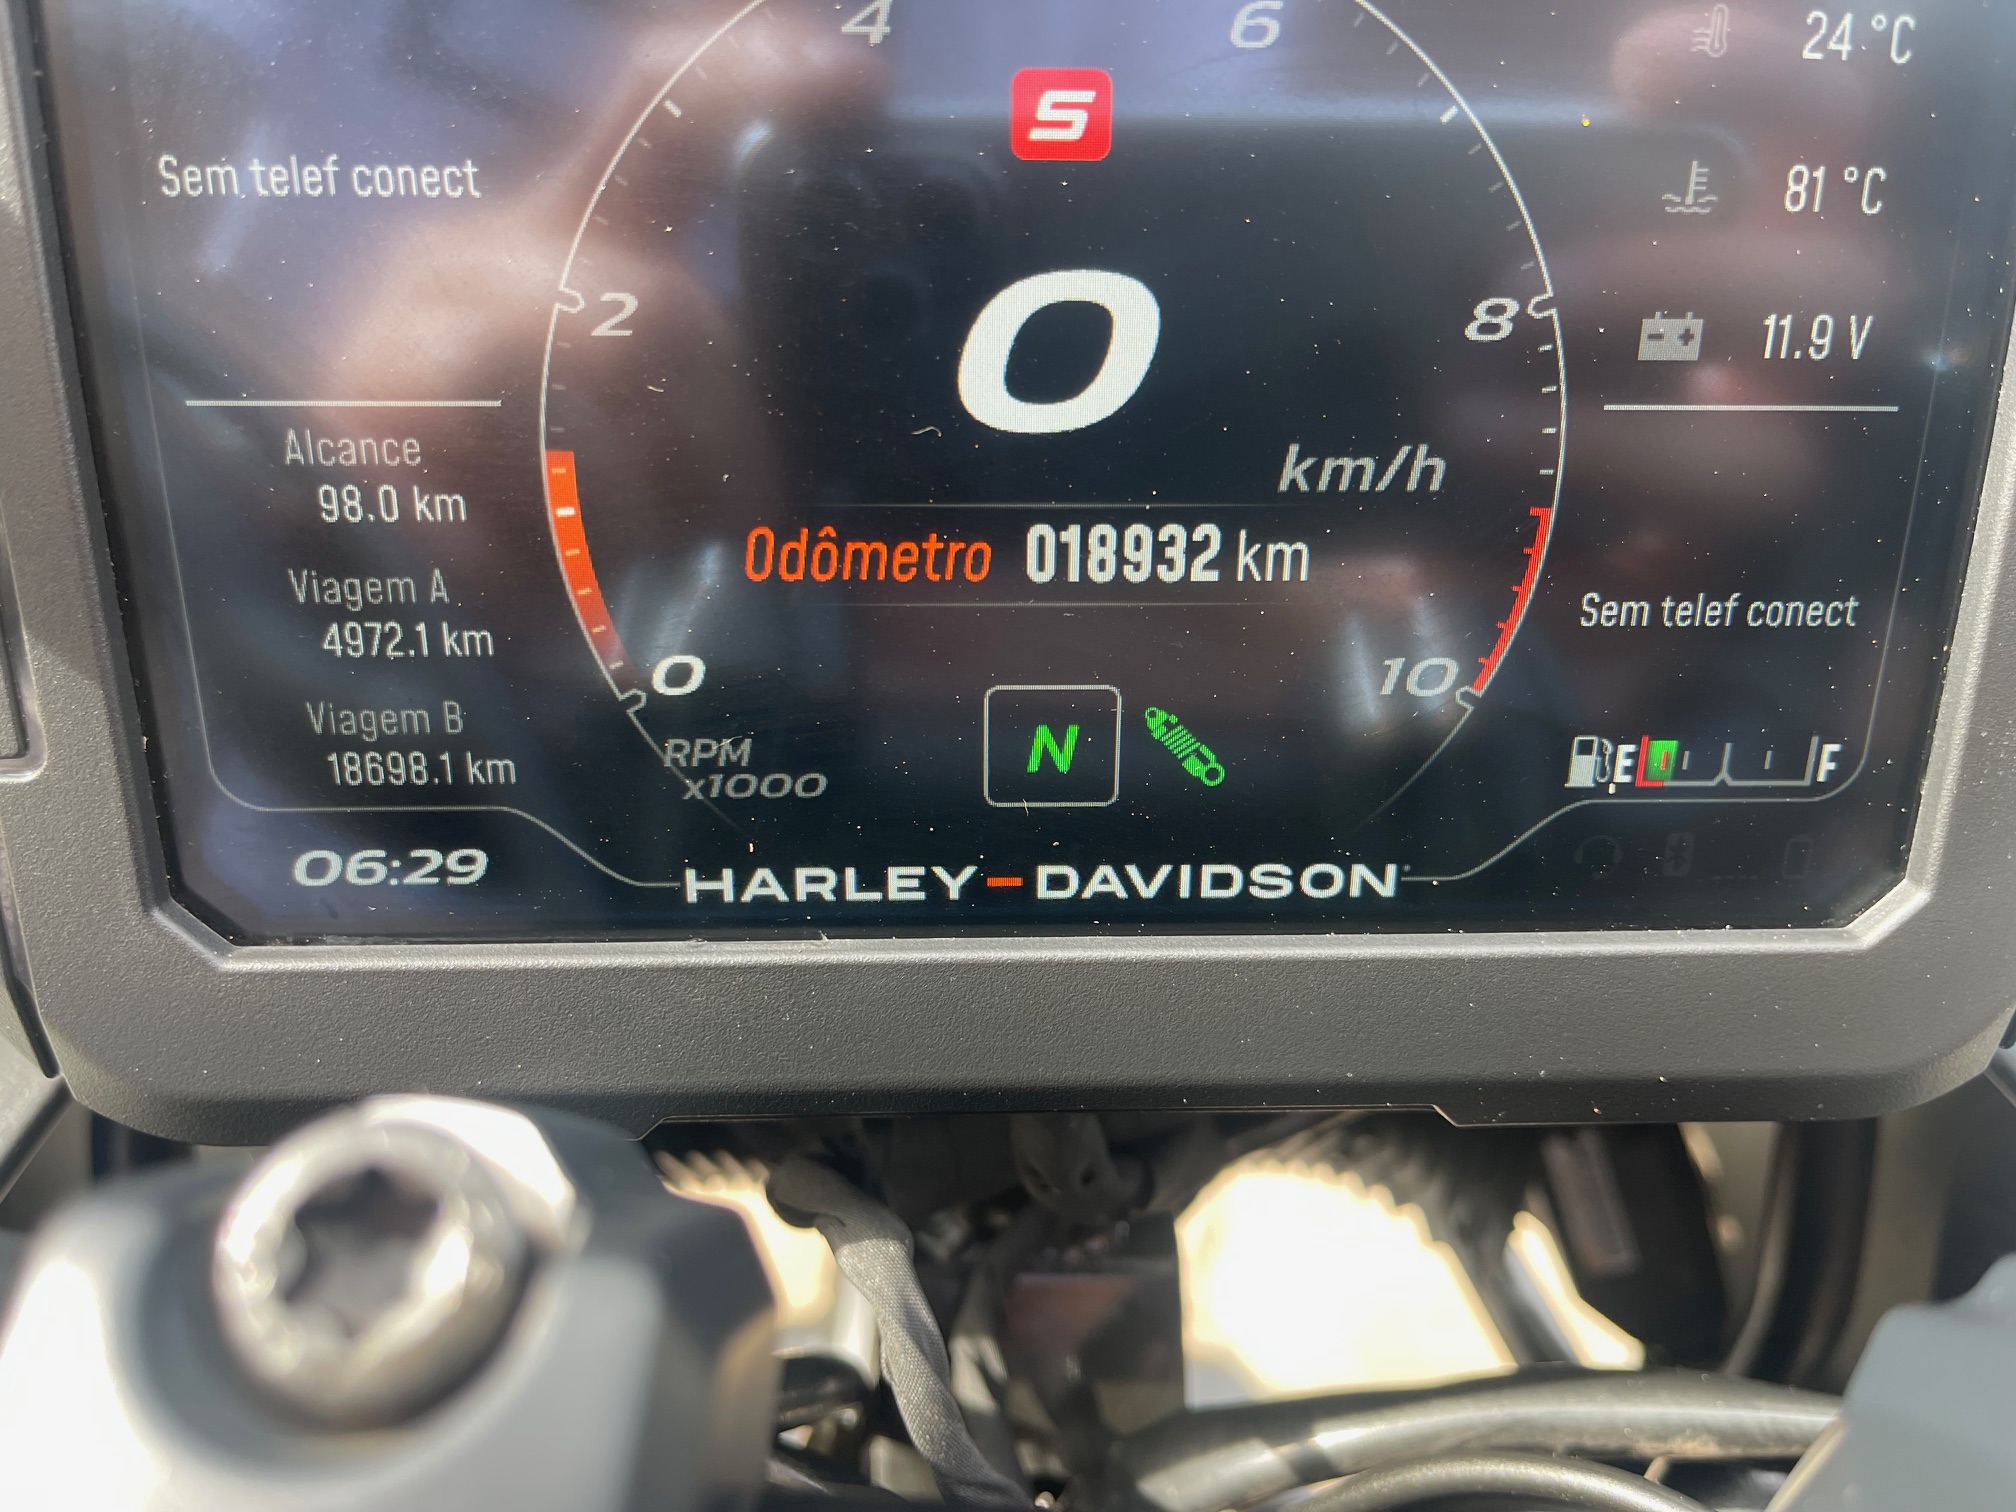 4
6
24 °C
S
Sem telef conect
81 °C
2
0
8
11.9 V
km/h
Alcance
98.0 km
Odômetro 018932 km
Viagem A
4972.1 km
Sem telef conect
0
10
Viagem B
18698.1 km
RPM
x1000
N
E
F
06:29
HARLEY-DAVIDSON